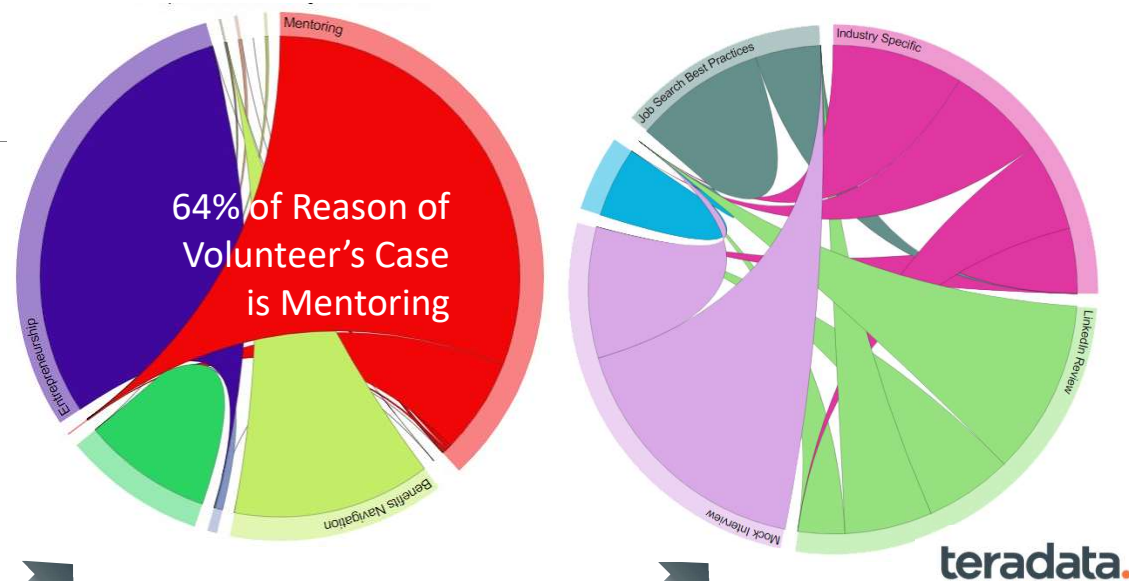 Mentoring
64% of Reason of
Volunteer's Case
is Mentoring
Entrepreneurship
Benefits Navigation
Industry Specific
Job Search Best Practices
LinkedIn Review
Mock Interview
teradata.